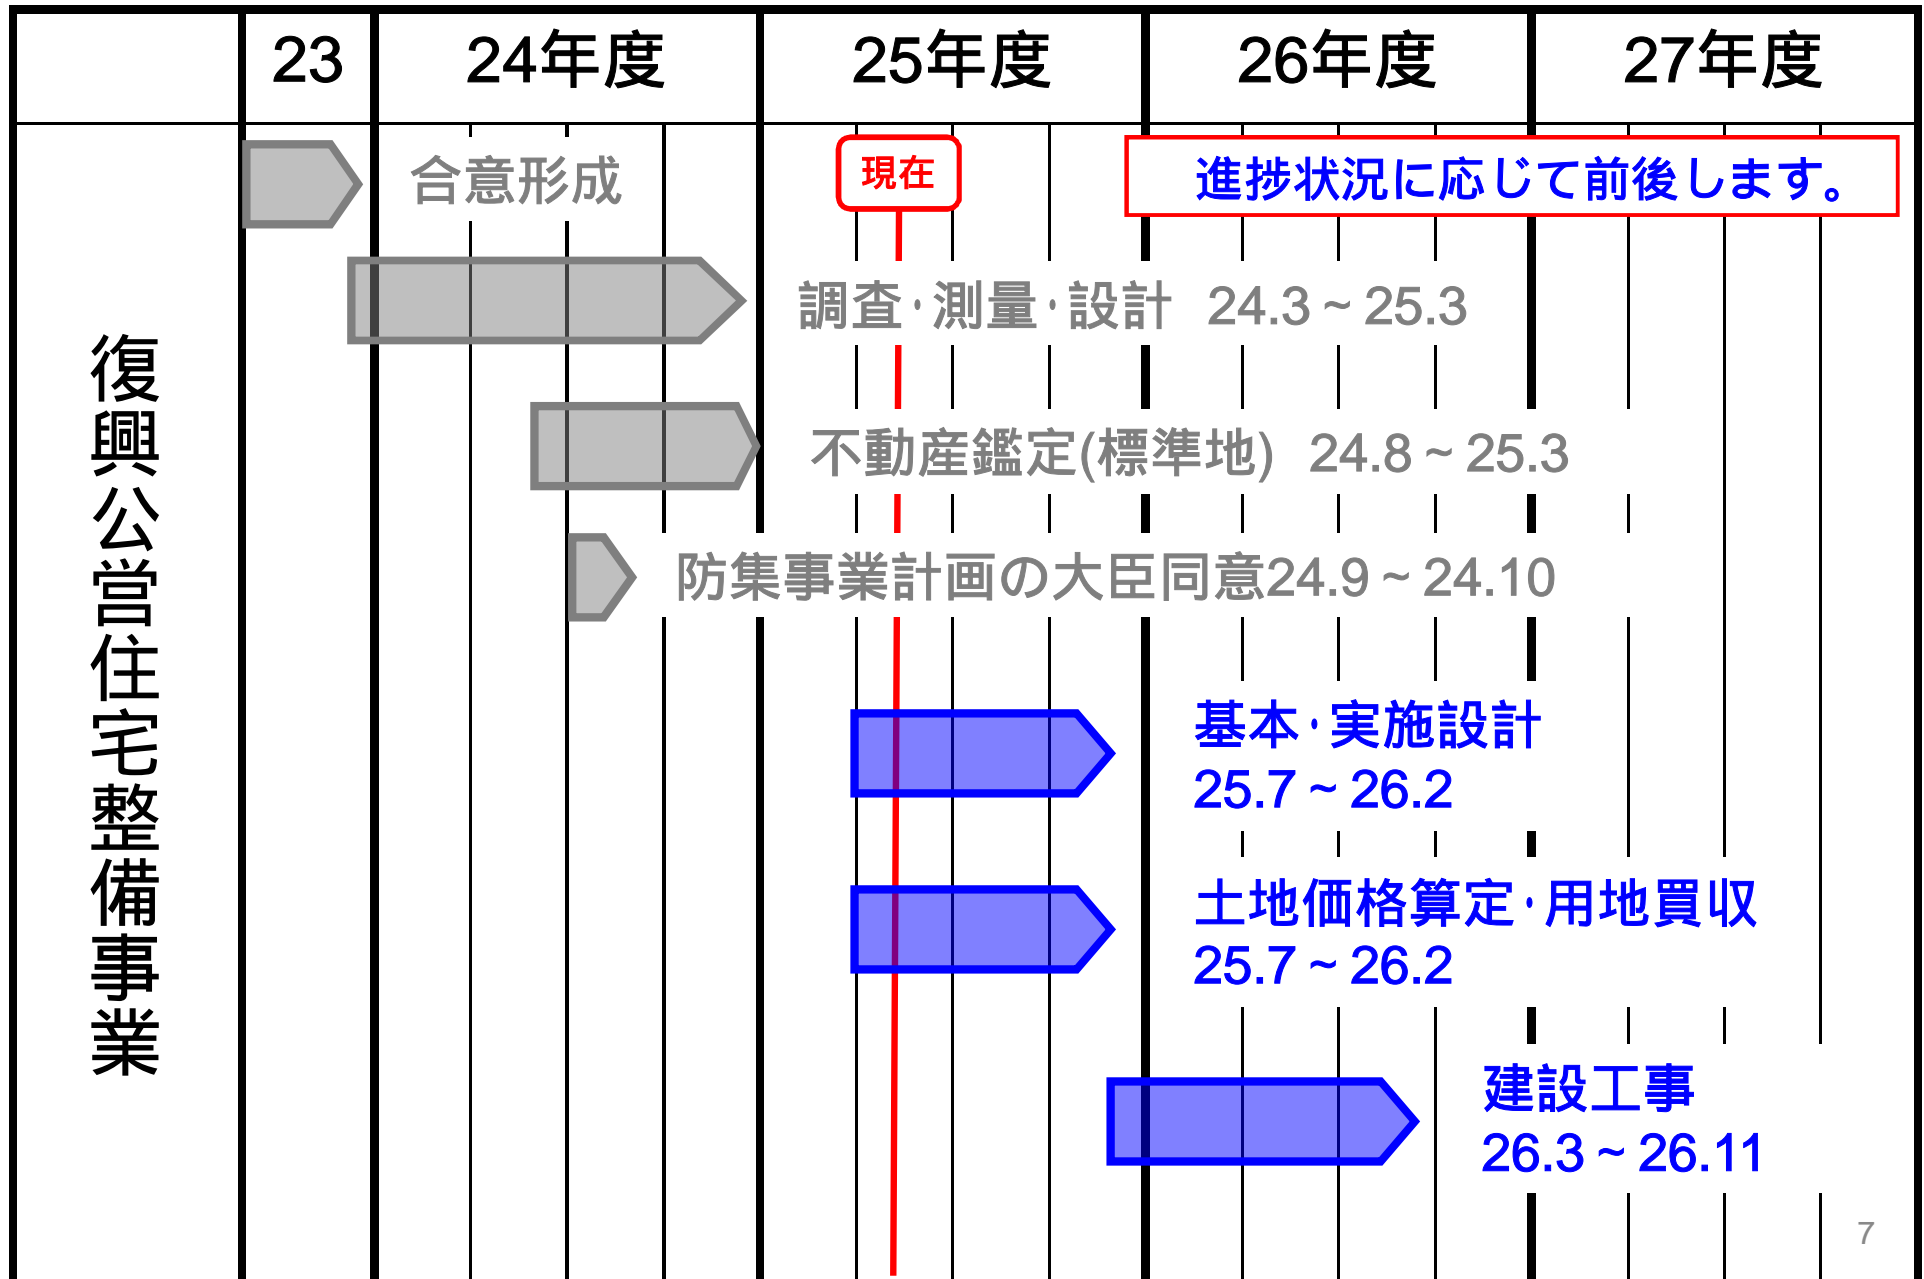 23
24年度
25年度
26年度
27年度
復興公営住宅整備事業
合意形成
現在
進捗状況に応じて前後します。
調査・測量・設計 24.3～25.3
不動産鑑定(標準地) 24.8～25.3
防集事業計画の大臣同意24.9～24.10
基本・実施設計
25.7～26.2
土地価格算定・用地買収
25.7～26.2
建設工事
26.3～26.11
7